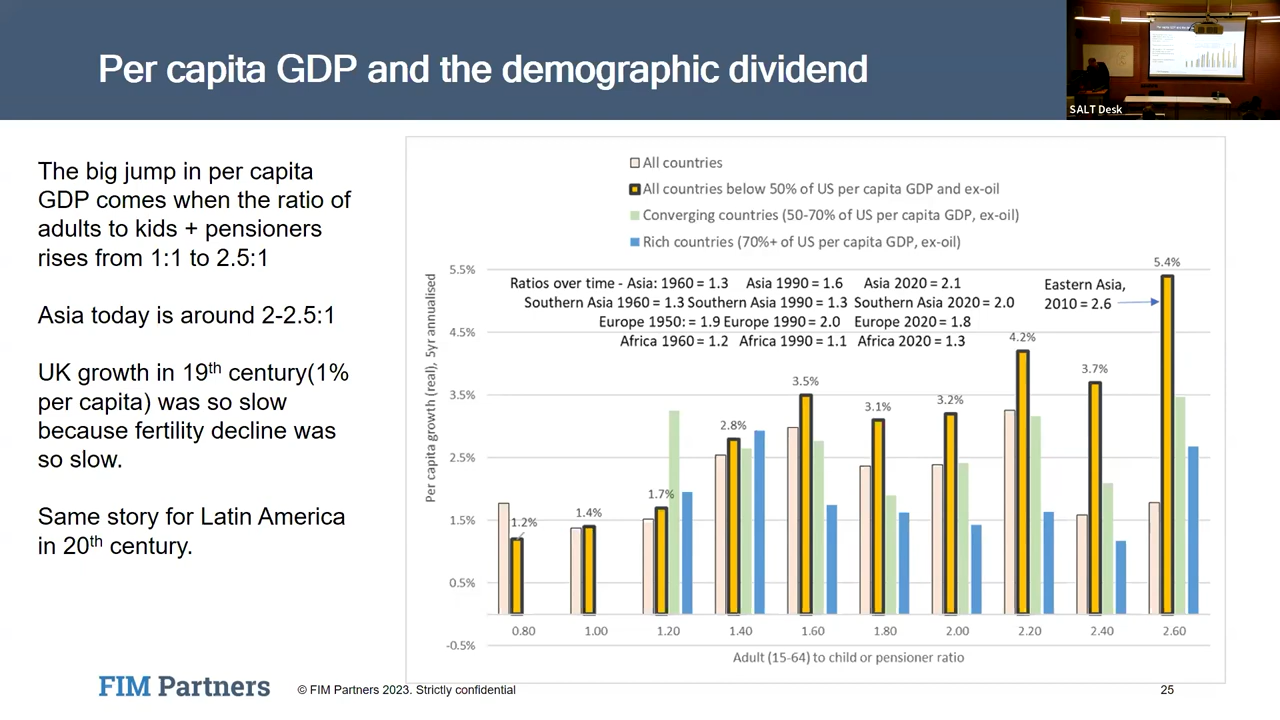 Per capita GDP and the demographic dividend
SALT Desk
The big jump in per capita
GDP comes when the ratio of
adults to kids + pensioners
rises from 1:1 to 2.5:1
Asia today is around 2-2.5:1
UK growth in 19th century(1%
per capita) was so slow
because fertility decline was
so slow.
Same story for Latin America
in 20th century.
All countries
All countries below 50% of US per capita GDP and ex-oil
Converging countries (50-70% of US per capita GDP, ex-oil)
Rich countries (70%+ of US per capita GDP, ex-oil)
Ratios over time - Asia: 1960 = 1.3 Asia 1990 = 1.6 Asia 2020 = 2.1
Southern Asia 1960 = 1.3 Southern Asia 1990 = 1.3 Southern Asia 2020 = 2.0
Europe 1950: = 1.9 Europe 1990 = 2.0 Europe 2020 = 1.8
Africa 1960 = 1.2 Africa 1990 = 1.1 Africa 2020 = 1.3
Eastern Asia,
2010 = 2.6
Per capita growth (real), 5yr annualised
5.5%
4.5%
3.5%
2.5%
1.5%
0.5%
-0.5%
1.2%
1.4%
1.7%
2.8%
3.5%
3.1%
3.2%
4.2%
3.7%
5.4%
0.80 1.00 1.20 1.40 1.60 1.80 2.00 2.20 2.40 2.60
Adult (15-64) to child or pensioner ratio
FIM Partners
© FIM Partners 2023. Strictly confidential
25